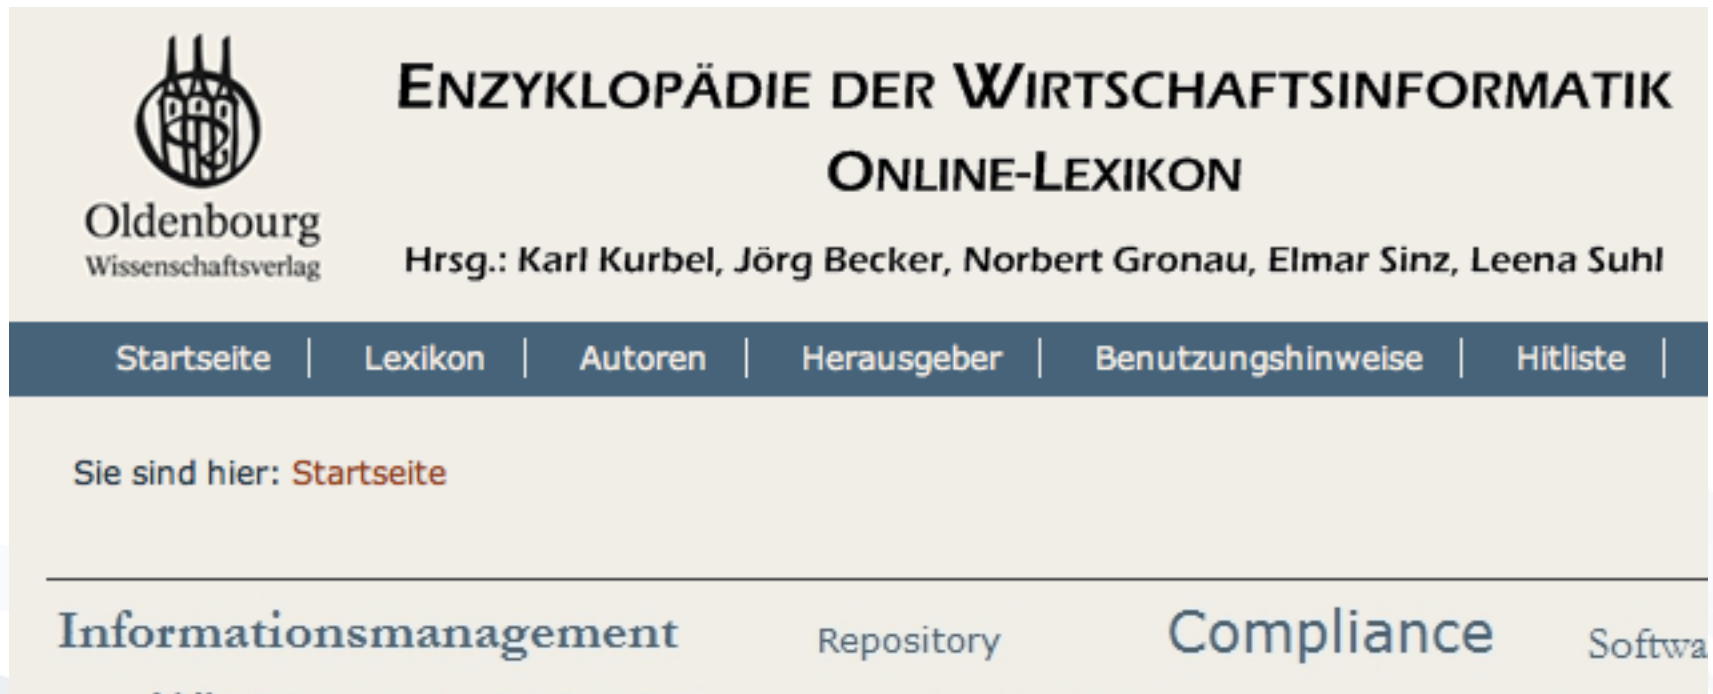 ENZYKLOPÄDIE DER WIRTSCHAFTSINFORMATIK
ONLINE-LEXIKON
Oldenbourg
Wissenschaftsverlag
Hrsg.: Karl Kurbel, Jörg Becker, Norbert Gronau, Elmar Sinz, Leena Suhl
Startseite | Lexikon | Autoren | Herausgeber | Benutzungshinweise | Hitliste |
Sie sind hier: Startseite
Informationsmanagement Repository Compliance Softwa